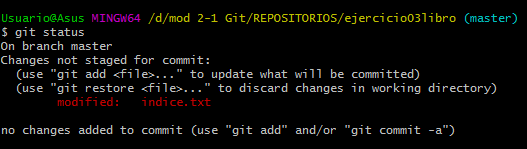 Usuario@Asus MINGW64 /d/mod 2-1 Git/REPOSITORIOS/ejercicio03libro (master)
$ git status
On branch master
Changes not staged for commit:
  (use "git add <file>..." to update what will be committed)
  (use "git restore <file>..." to discard changes in working directory)
        modified:   indice.txt

no changes added to commit (use "git add" and/or "git commit -a")